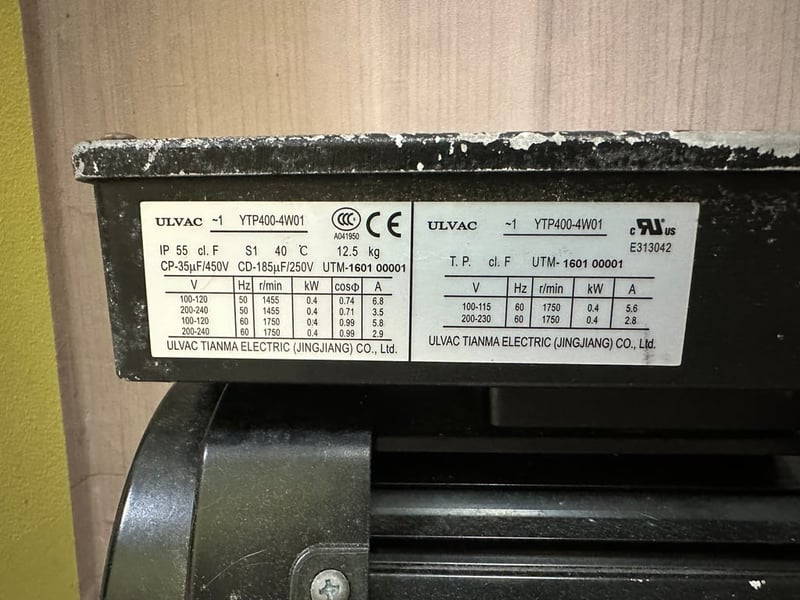 ULVAC ~1 YTP400-4W01 CCC CE
A041950
IP 55 cl. F S1 40 ℃ 12.5 kg
CP-35µF/450V CD-185µF/250V UTM-1601 00001
V Hz r/min kW cosΦ A
100-120 50 1455 0.4 0.74 6.8
200-240 50 1455 0.4 0.71 3.5
100-120 60 1750 0.4 0.99 5.8
200-240 60 1750 0.4 0.99 2.9
ULVAC TIANMA ELECTRIC (JINGJIANG) CO., Ltd.
ULVAC ~1 YTP400-4W01 c RU US
E313042
T. P. cl. F UTM- 1601 00001
V Hz r/min kW A
100-115 60 1750 0.4 5.6
200-230 60 1750 0.4 2.8
ULVAC TIANMA ELECTRIC (JINGJIANG) CO., Ltd.